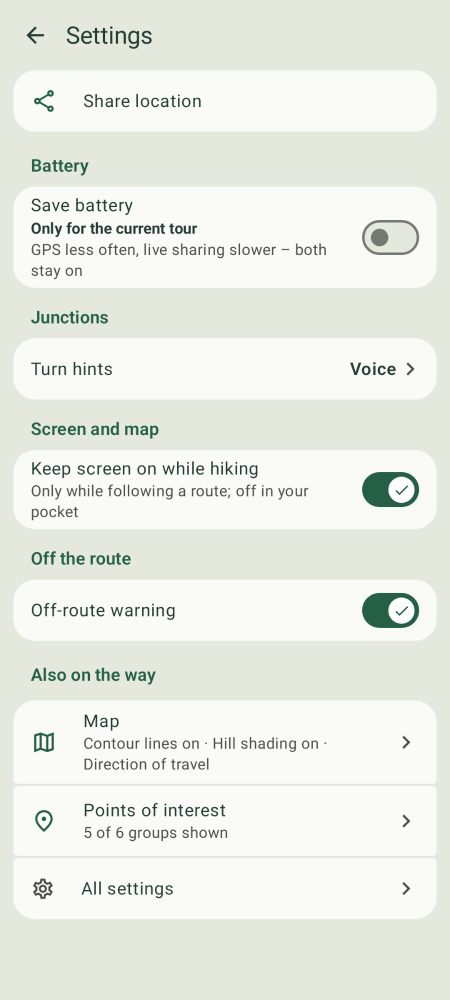 Settings
Share location
Battery
Save battery
Only for the current tour
GPS less often, live sharing slower – both
stay on
Junctions
Turn hints
Voice
Screen and map
Keep screen on while hiking
Only while following a route; off in your
pocket
Off the route
Off-route warning
Also on the way
Map
Contour lines on · Hill shading on ·
Direction of travel
Points of interest
5 of 6 groups shown
All settings